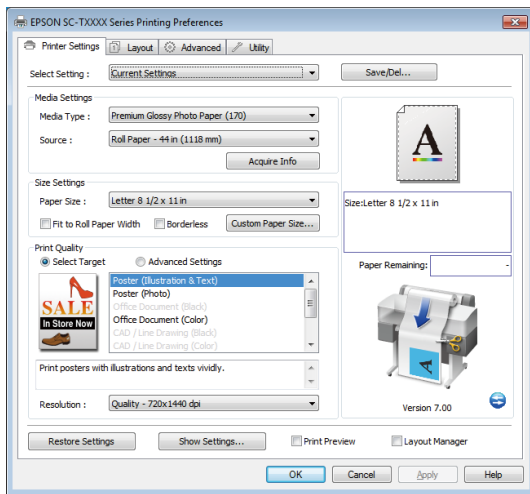 EPSON SC-TXXXX Series Printing Preferences
Printer Settings
Layout
Advanced
Utility
Select Setting :
Current Settings
Save/Del...
Media Settings
Media Type :
Premium Glossy Photo Paper (170)
Source :
Roll Paper - 44 in (1118 mm)
Acquire Info
A
Size Settings
Paper Size :
Letter 8 1/2 x 11 in
Fit to Roll Paper Width
Borderless
Custom Paper Size...
Size:Letter 8 1/2 x 11 in
Print Quality
Select Target
Advanced Settings
SALE
In Store Now
Poster (Illustration & Text)
Poster (Photo)
Office Document (Black)
Office Document (Color)
CAD / Line Drawing (Black)
CAD / Line Drawing (Color)
Paper Remaining:
-
Print posters with illustrations and texts vividly.
A
Resolution :
Quality - 720x1440 dpi
Version 7.00
Restore Settings
Show Settings...
Print Preview
Layout Manager
OK
Cancel
Apply
Help